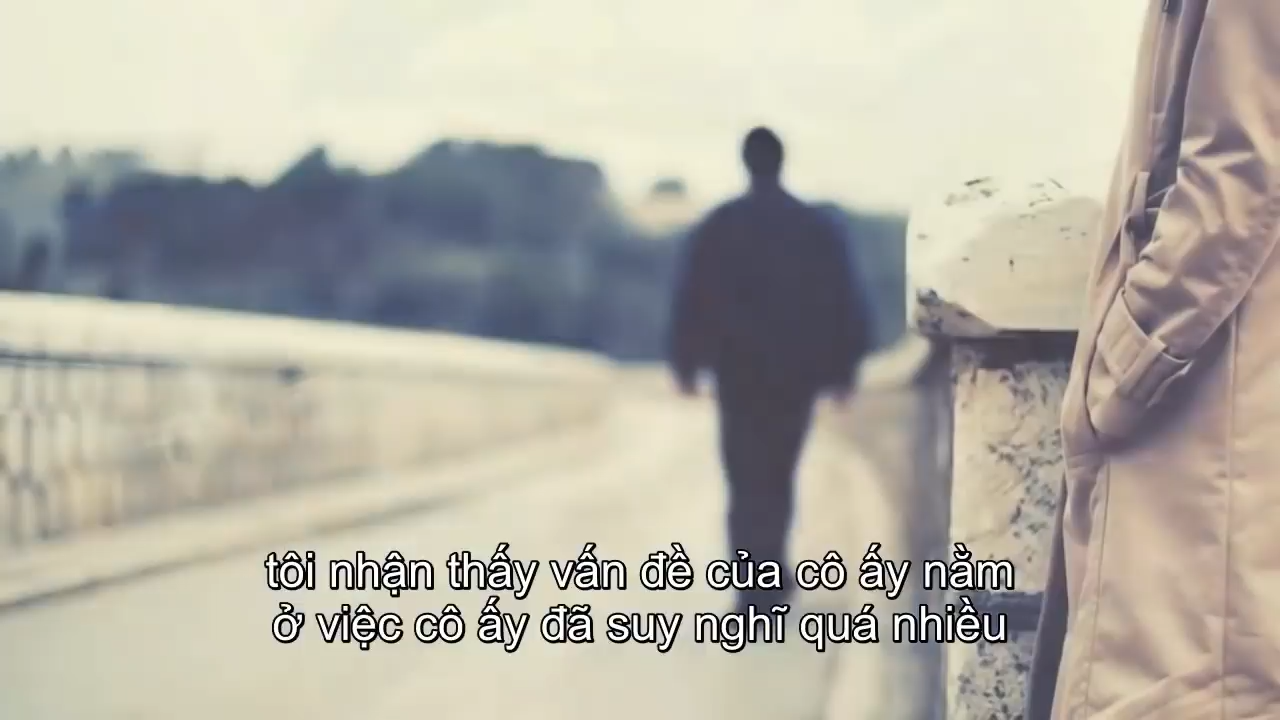 tôi nhận thấy vấn đề của cô ấy nằm
ở việc cô ấy đã suy nghĩ quá nhiều